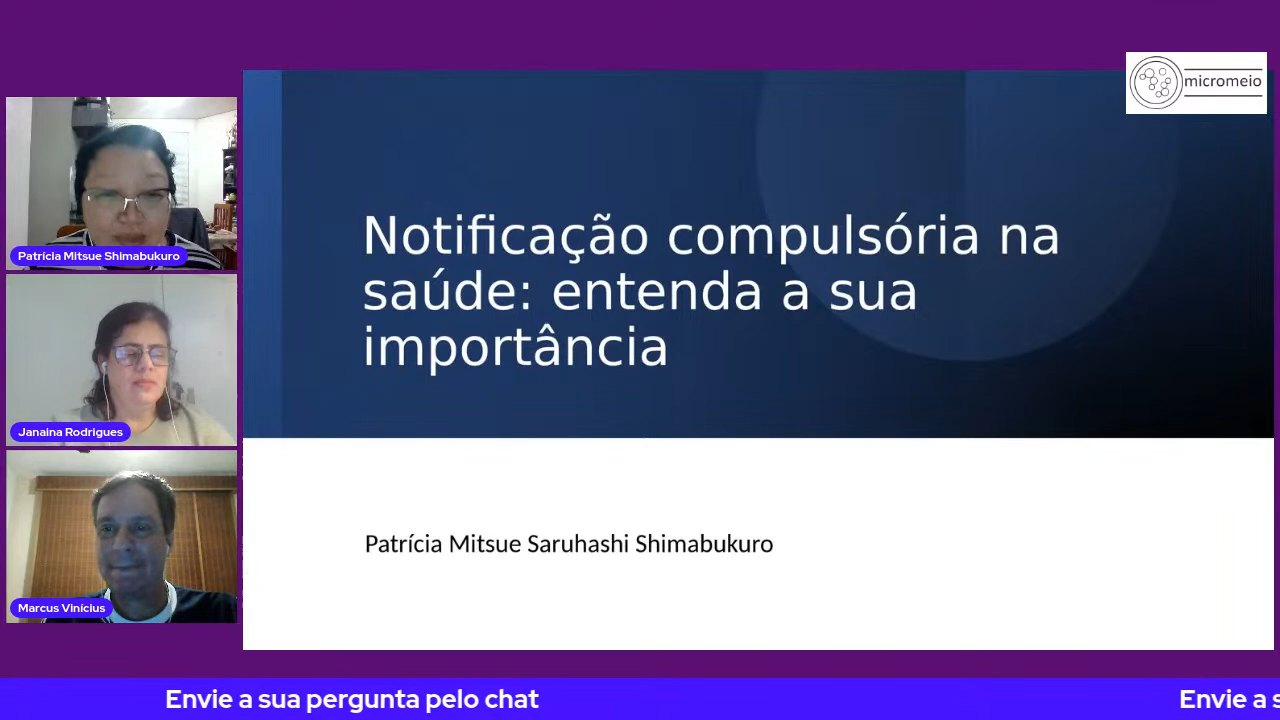 micromeio
Notificação compulsória na
saúde: entenda a sua
importância
Patrícia Mitsue Saruhashi Shimabukuro
Patrícia Mitsue Shimabukuro
Janaina Rodrigues
Marcus Vinícius
Envie a sua pergunta pelo chat
Envie a s